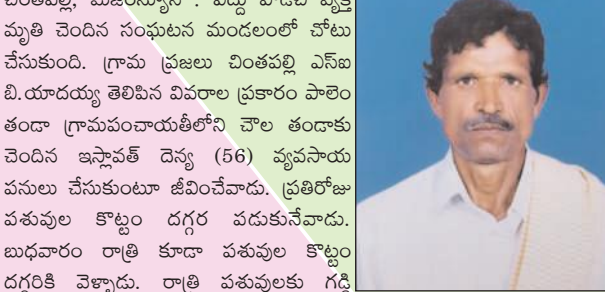 చింతపల్లి, మేజర్‌న్యూస్ : ఎద్దు పొడిచి వ్యక్తి
మృతి చెందిన సంఘటన మండలంలో చోటు
చేసుకుంది. గ్రామ ప్రజలు చింతపల్లి ఎస్ఐ
బి.యాదయ్య తెలిపిన వివరాల ప్రకారం పాలెం
తండా గ్రామపంచాయతీలోని చౌల తండాకు
చెందిన ఇస్లావత్ దెన్య (56) వ్యవసాయ
పనులు చేసుకుంటూ జీవించేవాడు. ప్రతిరోజు
పశువుల కొట్టం దగ్గర పడుకునేవాడు.
బుధవారం రాత్రి కూడా పశువుల కొట్టం
దగ్గరికి వెళ్ళాడు. రాత్రి పశువులకు గడ్డి